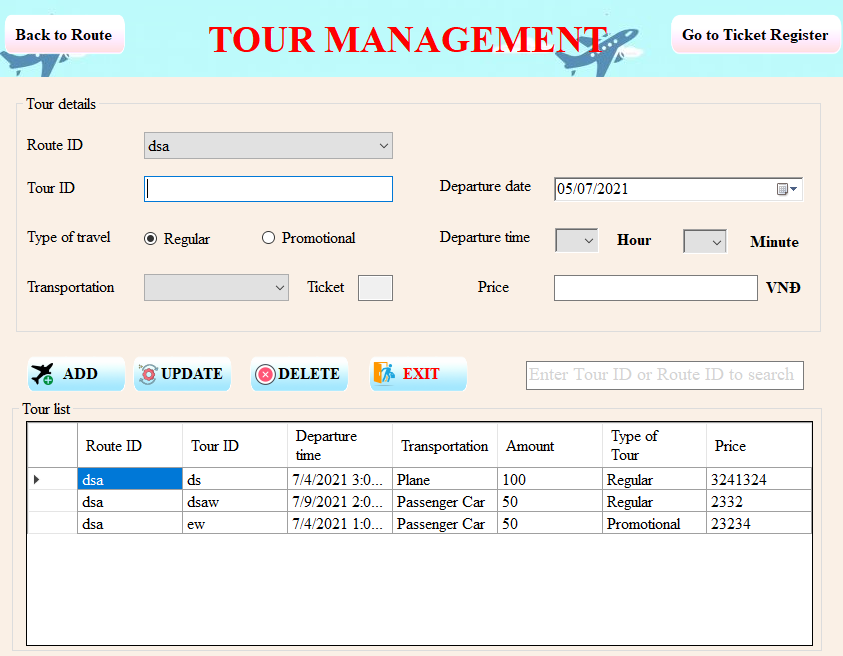 Back to Route
TOUR MANAGEMENT
Go to Ticket Register
Tour details
Route ID
dsa
Tour ID
Departure date
05/07/2021
Type of travel
Regular
Promotional
Departure time
Hour
Minute
Transportation
Ticket
Price
VNĐ
ADD
UPDATE
DELETE
EXIT
Enter Tour ID or Route ID to search
Tour list
Route ID Tour ID Departure time Transportation Amount Type of Tour Price
dsa ds 7/4/2021 3:0... Plane 100 Regular 3241324
dsa dsaw 7/9/2021 2:0... Passenger Car 50 Regular 2332
dsa ew 7/4/2021 1:0... Passenger Car 50 Promotional 23234